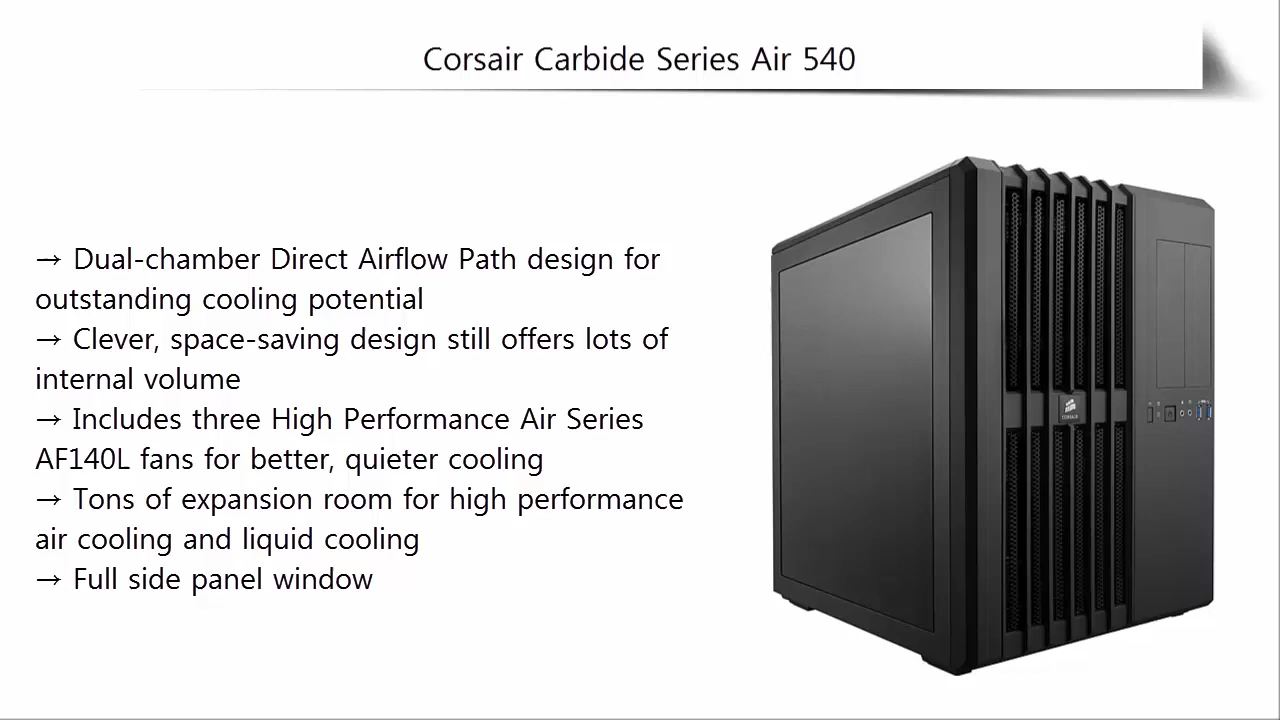 Corsair Carbide Series Air 540
→ Dual-chamber Direct Airflow Path design for
outstanding cooling potential
→ Clever, space-saving design still offers lots of
internal volume
→ Includes three High Performance Air Series
AF140L fans for better, quieter cooling
→ Tons of expansion room for high performance
air cooling and liquid cooling
→ Full side panel window
CORSAIR